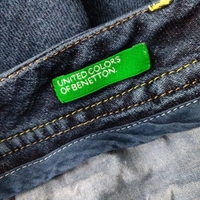 UNITED COLORS
OF BENETTON.